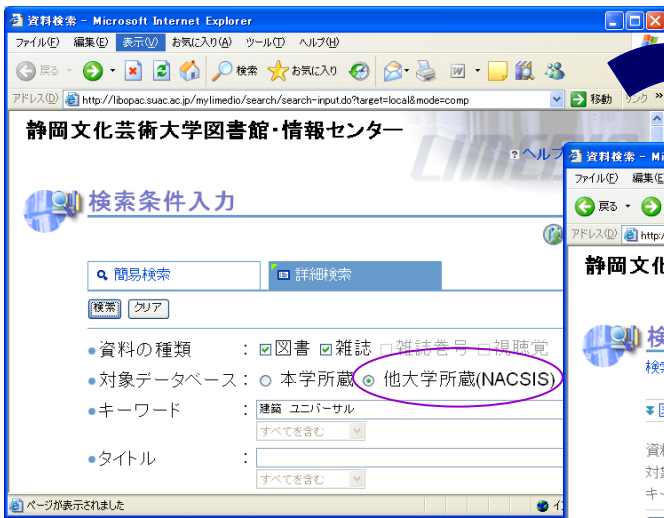 資料検索 - Microsoft Internet Explorer
ファイル(F) 編集(E) 表示(V) お気に入り(A) ツール(T) ヘルプ(H)
戻る 検索 お気に入り
アドレス(D) http://libopac.suac.ac.jp/mylimedio/search/search-input.do?target=local&mode=comp 移動 リンク »
静岡文化芸術大学図書館・情報センター
ヘルプ
検索条件入力
簡易検索 詳細検索
検索 クリア
資料の種類 : 図書 雑誌 雑誌巻号 視聴覚
対象データベース : 本学所蔵 他大学所蔵(NACSIS)
キーワード : 建築 ユニバーサル
すべてを含む
タイトル :
すべてを含む
ページが表示されました
資料検索 - Mi
ファイル(F) 編集(E
戻る
アドレス(D) http:/
静岡文化
検
検
資
対
キー